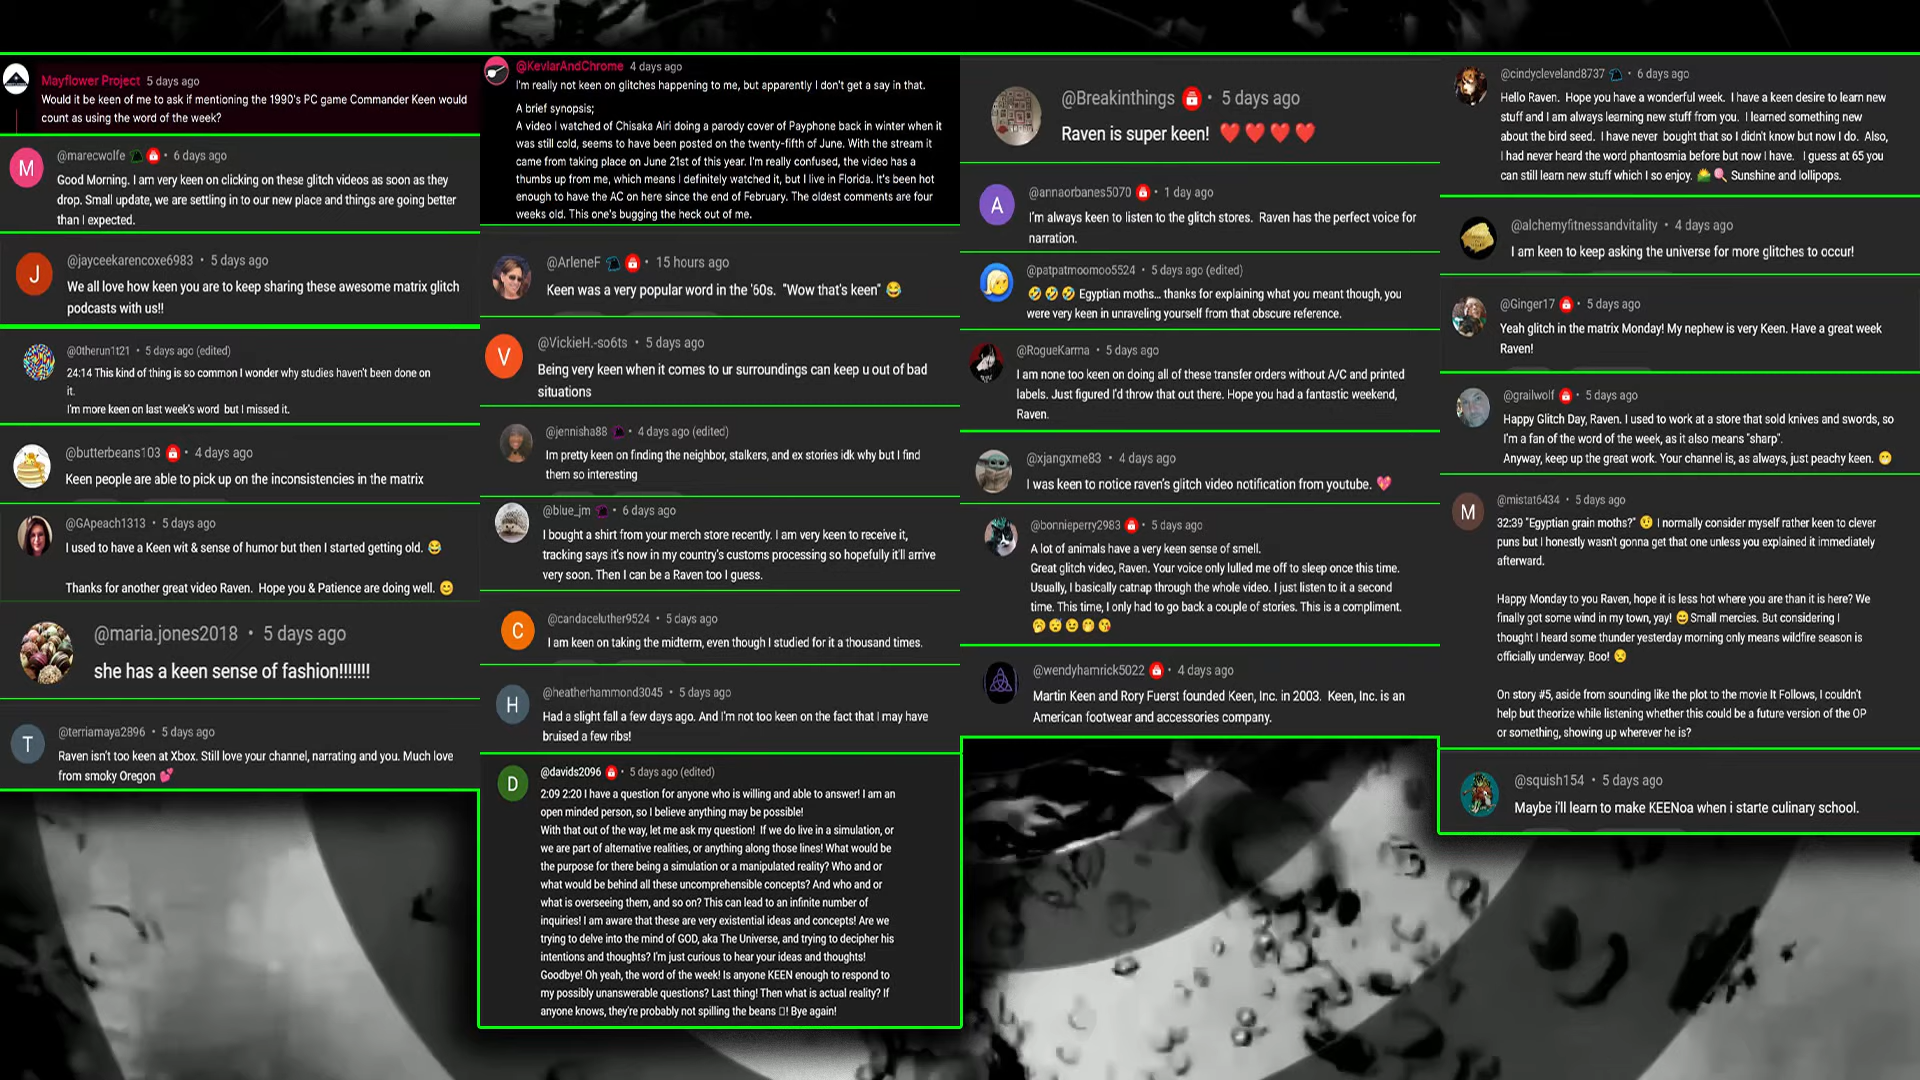 Mayflower Project 5 days ago
Would it be keen of me to ask if mentioning the 1990's PC game Commander Keen would
count as using the word of the week?
M
@marecwolfe • 6 days ago
Good Morning. I am very keen on clicking on these glitch videos as soon as they
drop. Small update, we are settling in to our new place and things are going better
than I expected.
J
@jayceekarencoxe6983 • 5 days ago
We all love how keen you are to keep sharing these awesome matrix glitch
podcasts with us!!
@0therun1t21 • 5 days ago (edited)
24:14 This kind of thing is so common I wonder why studies haven't been done on
it.
I'm more keen on last week's word but I missed it.
@butterbeans103 • 4 days ago
Keen people are able to pick up on the inconsistencies in the matrix
@GApeach1313 • 5 days ago
I used to have a Keen wit & sense of humor but then I started getting old. 😂
Thanks for another great video Raven. Hope you & Patience are doing well. 😊
@maria.jones2018 • 5 days ago
she has a keen sense of fashion!!!!!!!
T
@terriamaya2896 • 5 days ago
Raven isn't too keen at Xbox. Still love your channel, narrating and you. Much love
from smoky Oregon 💕
@KevlarAndChrome 4 days ago
I'm really not keen on glitches happening to me, but apparently I don't get a say in that.
A brief synopsis;
A video I watched of Chisaka Airi doing a parody cover of Payphone back in winter when it
was still cold, seems to have been posted on the twenty-fifth of June. With the stream it
came from taking place on June 21st of this year. I'm really confused, the video has a
thumbs up from me, which means I definitely watched it, but I live in Florida. It's been hot
enough to have the AC on here since the end of February. The oldest comments are four
weeks old. This one's bugging the heck out of me.
@ArleneF • 15 hours ago
Keen was a very popular word in the '60s. "Wow that's keen" 😂
V
@VickieH.-so6ts • 5 days ago
Being very keen when it comes to ur surroundings can keep u out of bad
situations
@jennisha88 • 4 days ago (edited)
Im pretty keen on finding the neighbor, stalkers, and ex stories idk why but I find
them so interesting
@blue_jm • 6 days ago
I bought a shirt from your merch store recently. I am very keen to receive it,
tracking says it's now in my country's customs processing so hopefully it'll arrive
very soon. Then I can be a Raven too I guess.
C
@candaceluther9524 • 5 days ago
I am keen on taking the midterm, even though I studied for it a thousand times.
H
@heatherhammond3045 • 5 days ago
Had a slight fall a few days ago. And I'm not too keen on the fact that I may have
bruised a few ribs!
D
@davids2096 • 5 days ago (edited)
2:09 2:20 I have a question for anyone who is willing and able to answer! I am an
open minded person, so I believe anything may be possible!
With that out of the way, let me ask my question! If we do live in a simulation, or
we are part of alternative realities, or anything along those lines! What would be
the purpose for there being a simulation or a manipulated reality? Who and or
what would be behind all these uncomprehensible concepts? And who and or
what is overseeing them, and so on? This can lead to an infinite number of
inquiries! I am aware that these are very existential ideas and concepts! Are we
trying to delve into the mind of GOD, aka The Universe, and trying to decipher his
intentions and thoughts? I'm just curious to hear your ideas and thoughts!
Goodbye! Oh yeah, the word of the week! Is anyone KEEN enough to respond to
my possibly unanswerable questions? Last thing! Then what is actual reality? If
anyone knows, they're probably not spilling the beans ▯! Bye again!
@Breakinthings • 5 days ago
Raven is super keen! ❤️❤️❤️❤️
A
@annaorbanes5070 • 1 day ago
I'm always keen to listen to the glitch stores. Raven has the perfect voice for
narration.
@patpatmoomoo5524 • 5 days ago (edited)
🤣🤣🤣 Egyptian moths... thanks for explaining what you meant though, you
were very keen in unraveling yourself from that obscure reference.
@RogueKarma • 5 days ago
I am none too keen on doing all of these transfer orders without A/C and printed
labels. Just figured I'd throw that out there. Hope you had a fantastic weekend,
Raven.
@xjangxme83 • 4 days ago
I was keen to notice raven's glitch video notification from youtube. 💖
@bonnieperry2983 • 5 days ago
A lot of animals have a very keen sense of smell.
Great glitch video, Raven. Your voice only lulled me off to sleep once this time.
Usually, I basically catnap through the whole video. I just listen to it a second
time. This time, I only had to go back a couple of stories. This is a compliment.
@wendyhamrick5022 • 4 days ago
Martin Keen and Rory Fuerst founded Keen, Inc. in 2003. Keen, Inc. is an
American footwear and accessories company.
@cindycleveland8737 • 6 days ago
Hello Raven. Hope you have a wonderful week. I have a keen desire to learn new
stuff and I am always learning new stuff from you. I learned something new
about the bird seed. I have never bought that so I didn't know but now I do. Also,
I had never heard the word phantosmia before but now I have. I guess at 65 you
can still learn new stuff which I so enjoy. 🌻🍭 Sunshine and lollipops.
@alchemyfitnessandvitality • 4 days ago
I am keen to keep asking the universe for more glitches to occur!
@Ginger17 • 5 days ago
Yeah glitch in the matrix Monday! My nephew is very Keen. Have a great week
Raven!
@grailwolf • 5 days ago
Happy Glitch Day, Raven. I used to work at a store that sold knives and swords, so
I'm a fan of the word of the week, as it also means "sharp".
Anyway, keep up the great work. Your channel is, as always, just peachy keen. 😁
M
@mistat6434 • 5 days ago
32:39 "Egyptian grain moths?" 🤨 I normally consider myself rather keen to clever
puns but I honestly wasn't gonna get that one unless you explained it immediately
afterward.
Happy Monday to you Raven, hope it is less hot where you are than it is here? We
finally got some wind in my town, yay! 😅 Small mercies. But considering I
thought I heard some thunder yesterday morning only means wildfire season is
officially underway. Boo! 😒
On story #5, aside from sounding like the plot to the movie It Follows, I couldn't
help but theorize while listening whether this could be a future version of the OP
or something, showing up wherever he is?
@squish154 • 5 days ago
Maybe i'll learn to make KEENoa when i starte culinary school.